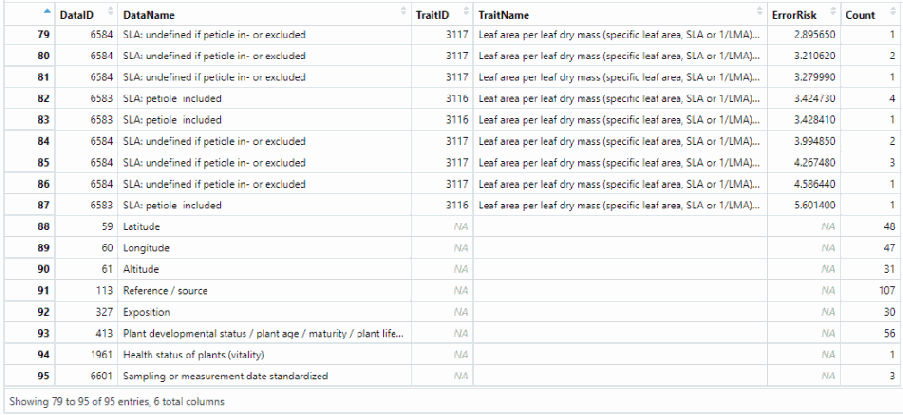 DataID DataName TraitID TraitName ErrorRisk Count
79 6584 SLA: undefined if petiole in- or excluded 3117 Leaf area per leaf dry mass (specific leaf area, SLA or 1/LMA)... 2.895650 1
80 6584 SLA: undefined if petiole in- or excluded 3117 Leaf area per leaf dry mass (specific leaf area, SLA or 1/LMA)... 3.210620 2
81 6584 SLA: undefined if petiole in- or excluded 3117 Leaf area per leaf dry mass (specific leaf area, SLA or 1/LMA)... 3.279990 1
82 6583 SLA: petiole included 3116 Leaf area per leaf dry mass (specific leaf area, SLA or 1/LMA)... 3.424730 4
83 6583 SLA: petiole included 3116 Leaf area per leaf dry mass (specific leaf area, SLA or 1/LMA)... 3.428410 1
84 6584 SLA: undefined if petiole in- or excluded 3117 Leaf area per leaf dry mass (specific leaf area, SLA or 1/LMA)... 3.994850 2
85 6584 SLA: undefined if petiole in- or excluded 3117 Leaf area per leaf dry mass (specific leaf area, SLA or 1/LMA)... 4.267480 3
86 6584 SLA: undefined if petiole in- or excluded 3117 Leaf area per leaf dry mass (specific leaf area, SLA or 1/LMA)... 4.586440 1
87 6583 SLA: petiole included 3116 Leaf area per leaf dry mass (specific leaf area, SLA or 1/LMA)... 5.601400 1
88 59 Latitude NA NA 48
89 60 Longitude NA NA 47
90 61 Altitude NA NA 31
91 113 Reference / source NA NA 107
92 327 Exposition NA NA 30
93 413 Plant developmental status / plant age / maturity / plant life... NA NA 56
94 1961 Health status of plants (vitality) NA NA 1
95 6601 Sampling or measurement date standardized NA NA 3
Showing 79 to 95 of 95 entries, 6 total columns